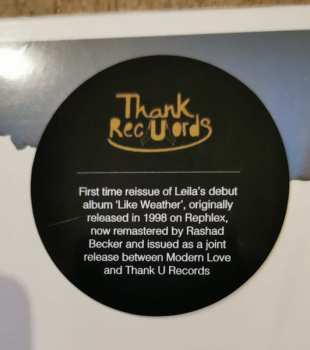 Thank
RecUords
First time reissue of Leila's debut
album 'Like Weather', originally
released in 1998 on Rephlex,
now remastered by Rashad
Becker and issued as a joint
release between Modern Love
and Thank U Records